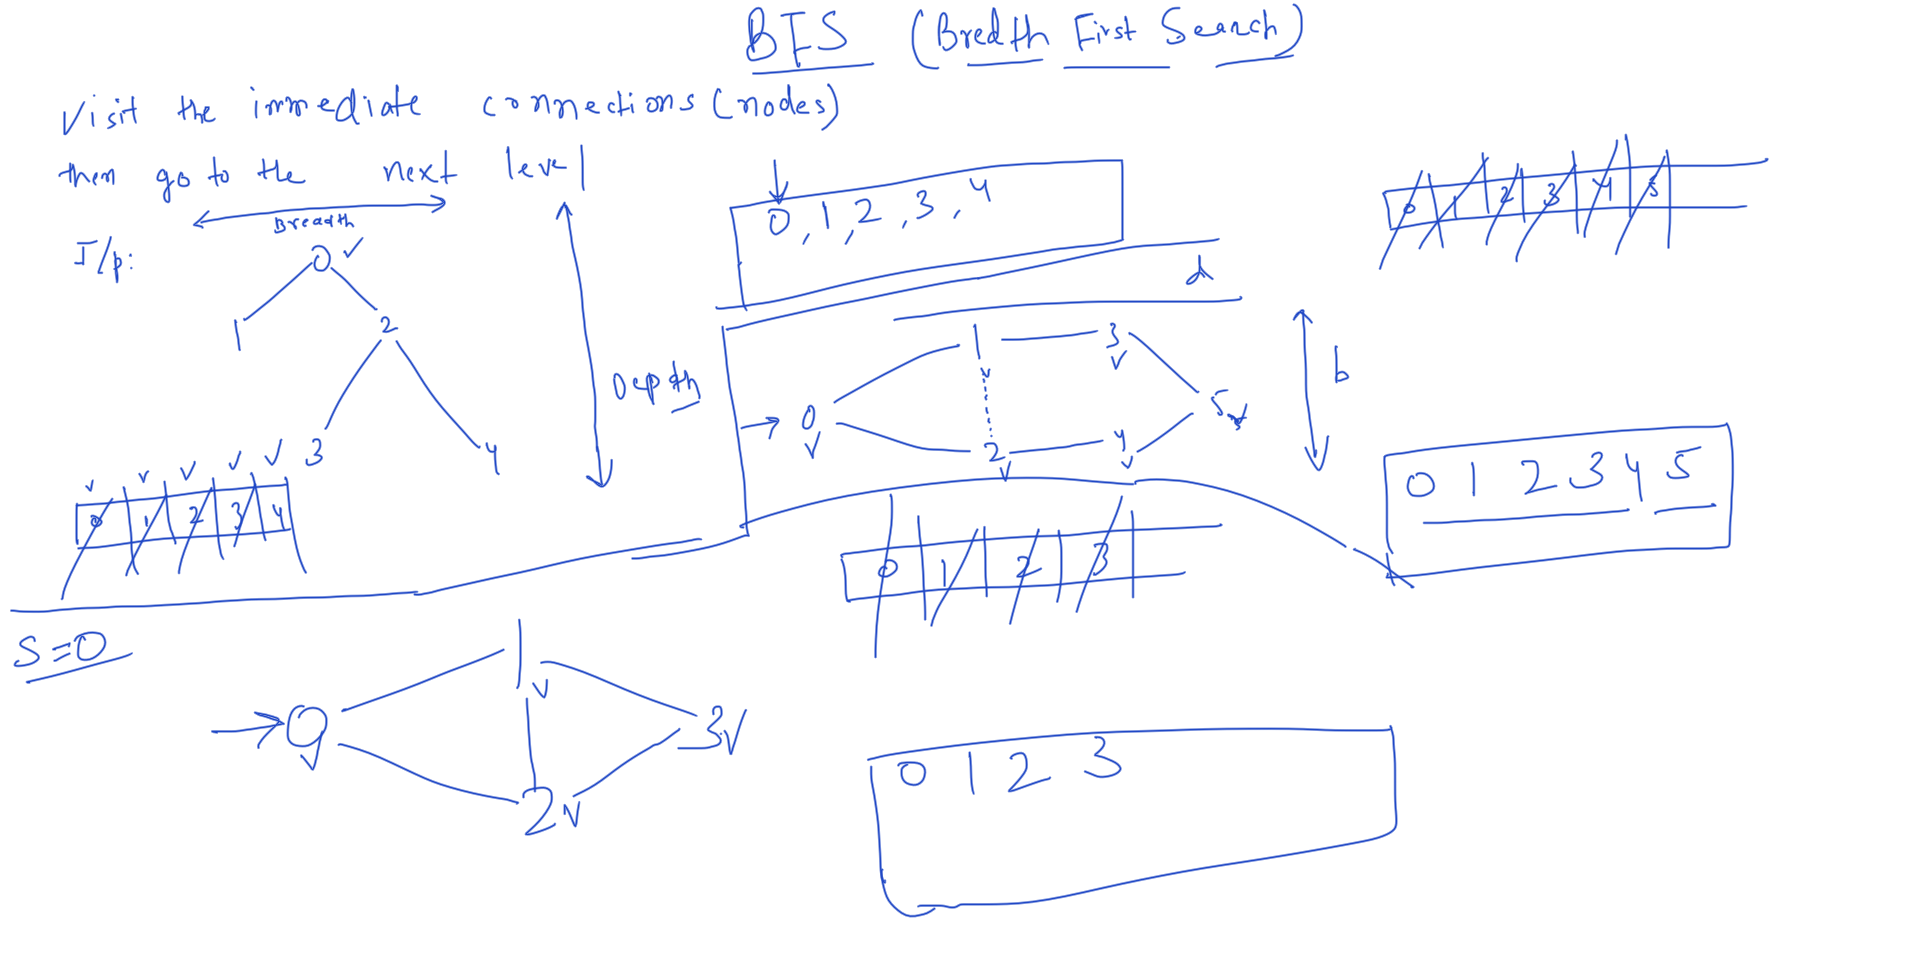 BFS (Bredth First Search)
Visit the immediate connections (nodes)
then go to the next level
Breadth
I/p:
0
1 2
3 4
Depth
0 1 2 3 4
0, 1, 2, 3, 4
0 1 2 3 4 5
d
1 3
0 5
2 4
b
0 1 2 3 4 5
0 1 2 3
S=0
1
0 3
2
0 1 2 3